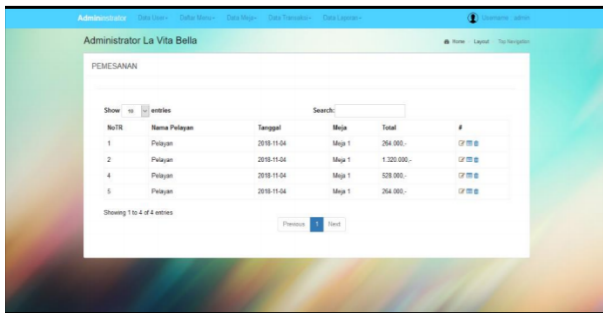 Administrator Data User Daftar Menu Data Meja Data Transaksi Data Laporan Username : admin
Administrator La Vita Bella Home Layout Top Navigation
PEMESANAN
Show 10 entries Search:
NoTR Nama Pelayan Tanggal Meja Total #
1 Pelayan 2018-11-04 Meja 1 264.000,-
2 Pelayan 2018-11-04 Meja 1 1.320.000,-
4 Pelayan 2018-11-04 Meja 1 528.000,-
5 Pelayan 2018-11-04 Meja 1 264.000,-
Showing 1 to 4 of 4 entries
Previous 1 Next